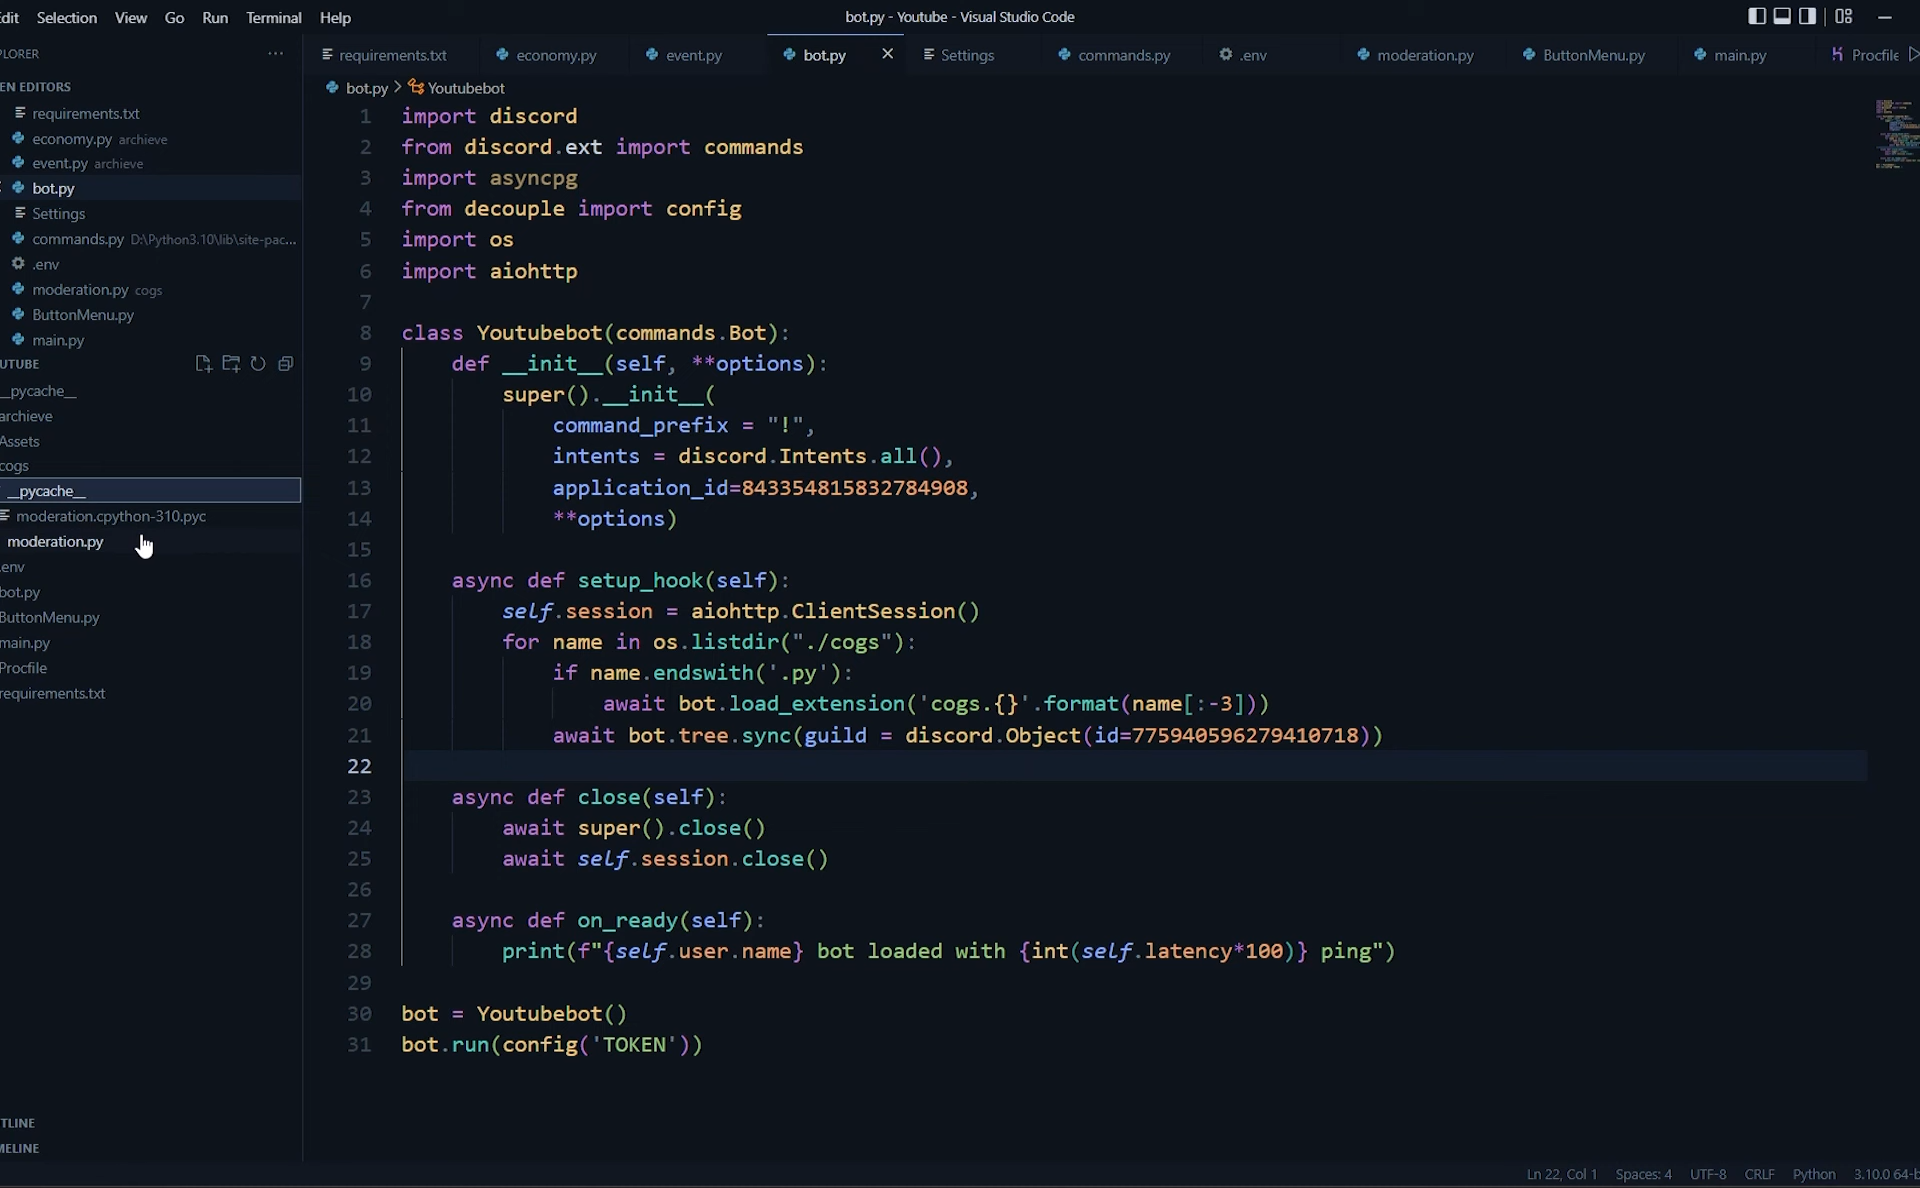 dit Selection View Go Run Terminal Help
bot.py - Youtube - Visual Studio Code
PLORER ···
requirements.txt economy.py event.py bot.py Settings commands.py .env moderation.py ButtonMenu.py main.py Procfile
EN EDITORS
requirements.txt
economy.py archieve
event.py archieve
bot.py
Settings
commands.py D:\Python3.10\lib\site-pac...
.env
moderation.py cogs
ButtonMenu.py
main.py
UTUBE
__pycache__
archieve
Assets
cogs
__pycache__
moderation.cpython-310.pyc
moderation.py
env
bot.py
ButtonMenu.py
main.py
Procfile
requirements.txt
TLINE
MELINE
bot.py > Youtubebot
1 import discord
2 from discord.ext import commands
3 import asyncpg
4 from decouple import config
5 import os
6 import aiohttp
7
8 class Youtubebot(commands.Bot):
9 def __init__(self, **options):
10 super().__init__(
11 command_prefix = "!",
12 intents = discord.Intents.all(),
13 application_id=843354815832784908,
14 **options)
15
16 async def setup_hook(self):
17 self.session = aiohttp.ClientSession()
18 for name in os.listdir("./cogs"):
19 if name.endswith('.py'):
20 await bot.load_extension('cogs.{}'.format(name[:-3]))
21 await bot.tree.sync(guild = discord.Object(id=775940596279410718))
22
23 async def close(self):
24 await super().close()
25 await self.session.close()
26
27 async def on_ready(self):
28 print(f"{self.user.name} bot loaded with {int(self.latency*100)} ping")
29
30 bot = Youtubebot()
31 bot.run(config('TOKEN'))
Ln 22, Col 1 Spaces: 4 UTF-8 CRLF Python 3.10.0 64-b